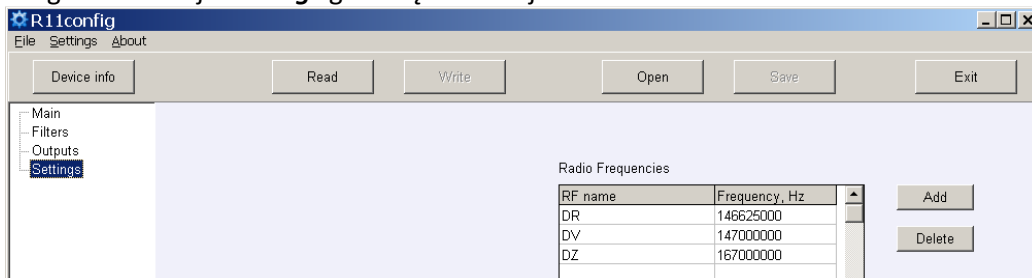 R11config
File Settings About
Device info Read Write Open Save Exit
Main
Filters
Outputs
Settings
Radio Frequencies
RF name Frequency, Hz
Add
DR 146625000
DV 147000000
Delete
DZ 167000000